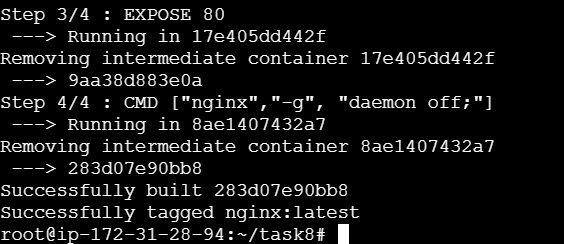 Step 3/4 : EXPOSE 80
 ---> Running in 17e405dd442f
Removing intermediate container 17e405dd442f
 ---> 9aa38d883e0a
Step 4/4 : CMD ["nginx","-g", "daemon off;"]
 ---> Running in 8ae1407432a7
Removing intermediate container 8ae1407432a7
 ---> 283d07e90bb8
Successfully built 283d07e90bb8
Successfully tagged nginx:latest
root@ip-172-31-28-94:~/task8#